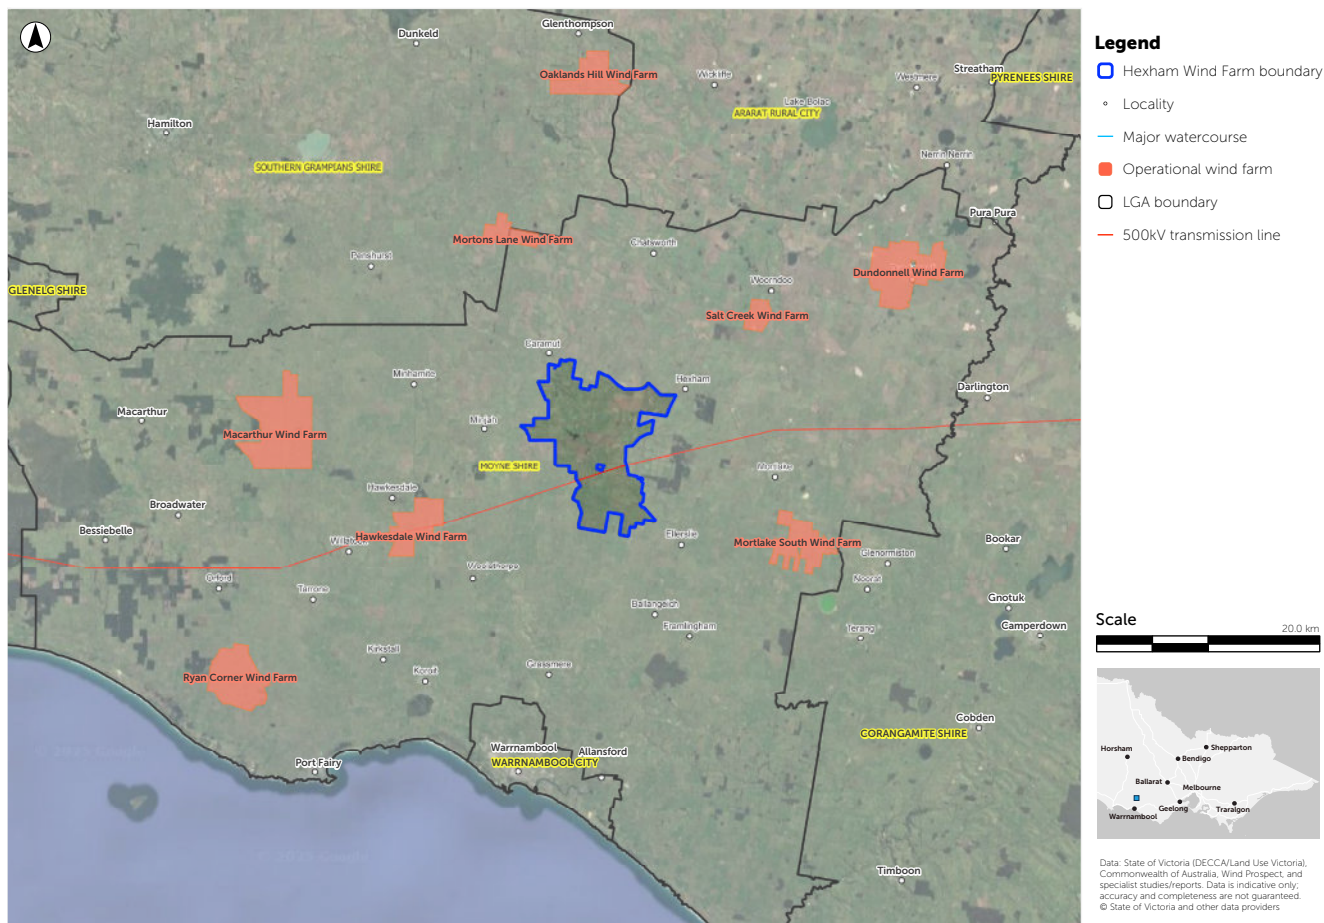 Glenthompson
Dunkeld
Oaklands Hill Wind Farm
Wickliffe
Westmere
Streatham
PYRENEES SHIRE
Lake Bolac
ARARAT RURAL CITY
Hamilton
SOUTHERN GRAMPIANS SHIRE
Nerrin Nerrin
Pura Pura
Mortons Lane Wind Farm
Chatsworth
Penshurst
Dundonnell Wind Farm
Woorndoo
GLENELG SHIRE
Salt Creek Wind Farm
Caramut
Minhamite
Hexham
Darlington
Macarthur
Minjah
Macarthur Wind Farm
MOYNE SHIRE
Mortlake
Hawkesdale
Broadwater
Bessiebelle
Hawkesdale Wind Farm
Willatook
Ellerslie
Mortlake South Wind Farm
Glenormiston
Bookar
Woolsthorpe
Orford
Tarrone
Noorat
Gnotuk
Ballangeich
Framlingham
Terang
Camperdown
Kirkstall
Koroit
Grassmere
Ryan Corner Wind Farm
Cobden
CORANGAMITE SHIRE
Warrnambool
Allansford
WARRNAMBOOL CITY
Port Fairy
Timboon
Legend
Hexham Wind Farm boundary
Locality
Major watercourse
Operational wind farm
LGA boundary
500kV transmission line
Scale
20.0 km
Horsham
Shepparton
Bendigo
Ballarat
Melbourne
Geelong
Traralgon
Warrnambool
Data: State of Victoria (DECCA/Land Use Victoria),
Commonwealth of Australia, Wind Prospect, and
specialist studies/reports. Data is indicative only;
accuracy and completeness are not guaranteed.
© State of Victoria and other data providers